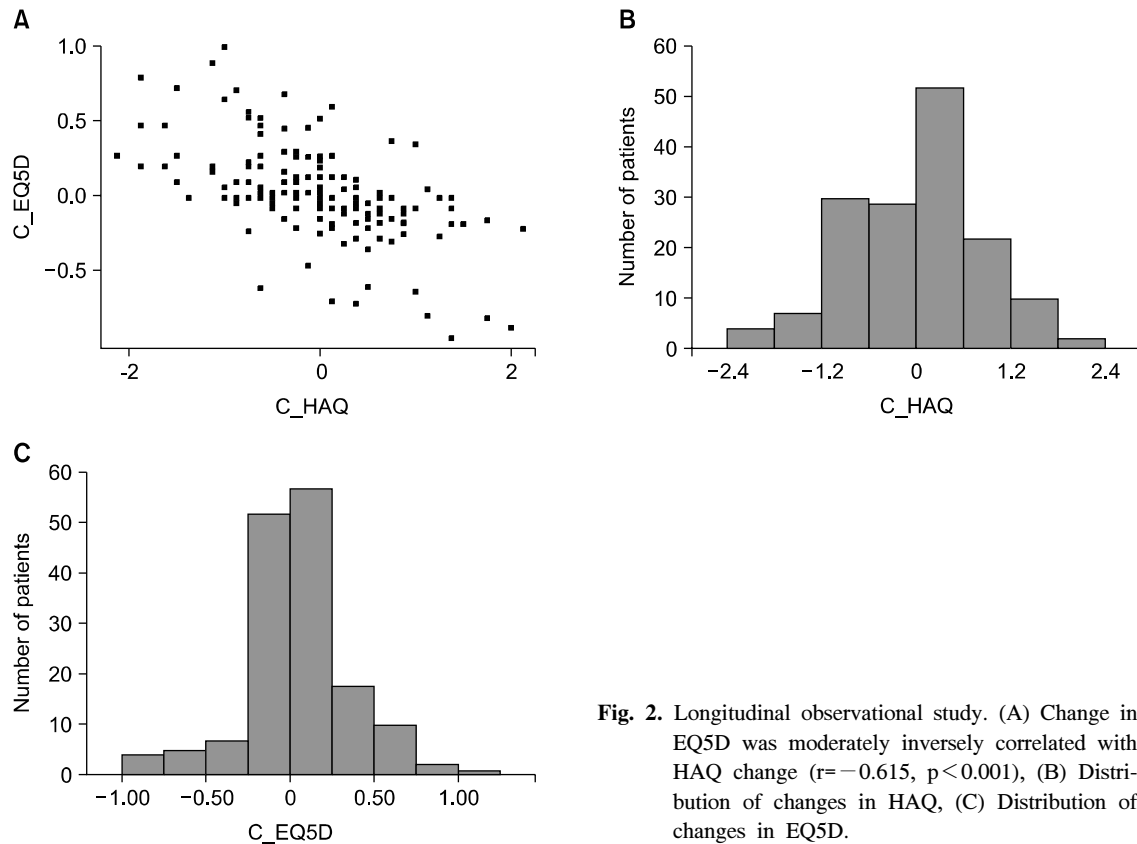 A
1.0
0.5
0.0
−0.5
C_EQ5D
-2
0
2
C_HAQ
B
60
50
40
30
20
10
0
Number of patients
−2.4
−1.2
0
1.2
2.4
C_HAQ
C
60
50
40
30
20
10
0
Number of patients
−1.00
−0.50
0
0.50
1.00
C_EQ5D
Fig. 2. Longitudinal observational study. (A) Change in
EQ5D was moderately inversely correlated with
HAQ change (r=−0.615, p<0.001), (B) Distri-
bution of changes in HAQ, (C) Distribution of
changes in EQ5D.